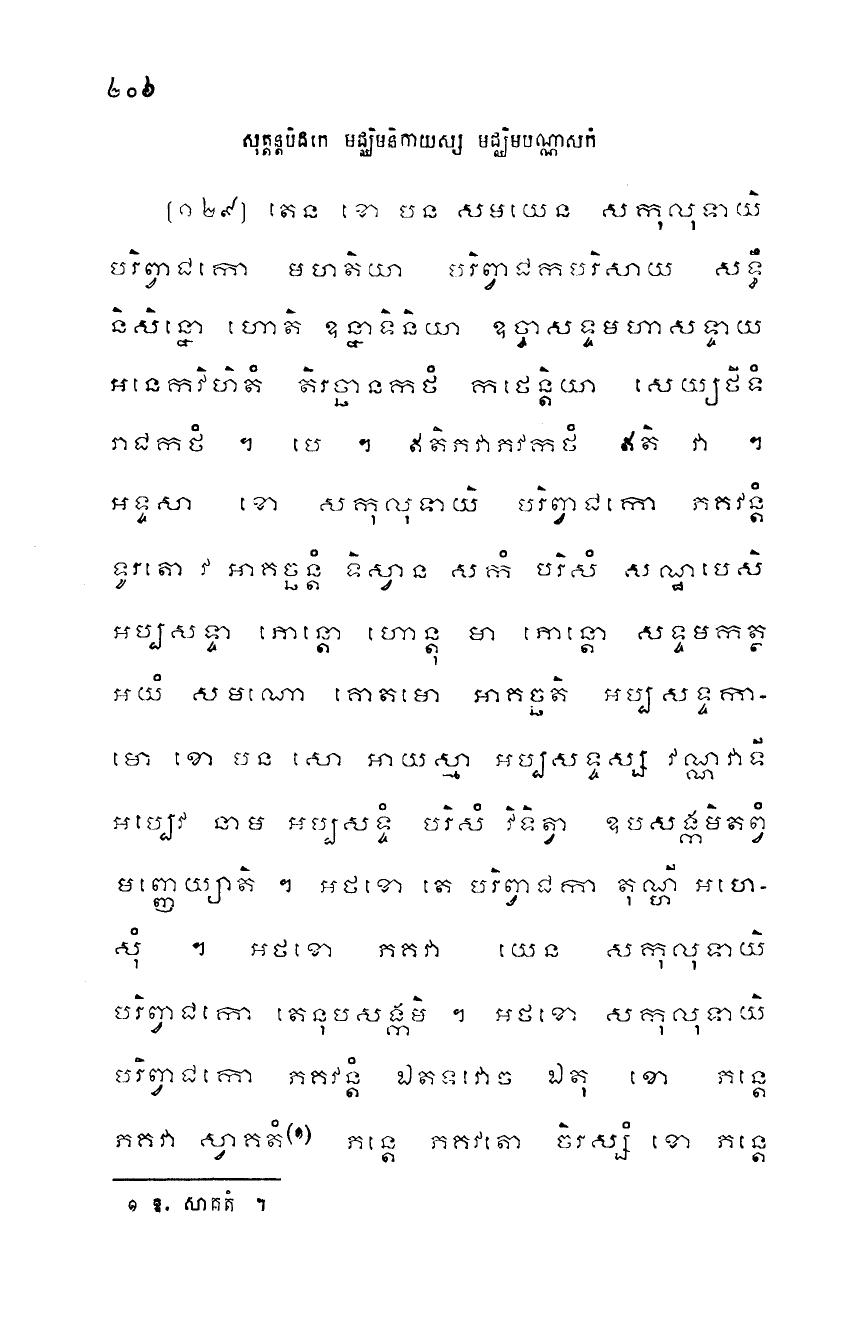 ២០៦
សុត្តន្តបិដកេ មជ្ឈិមនិកាយស្ស មជ្ឈិមបណ្ណាសកំ
[១២៩] តេន ខោ បន សមយេន សកុលុទាយិ
បរិព្វាជកោ មហតិយា បរិព្វាជកបរិសាយ សទ្ធឹ
និសិន្នោ ហោតិ ឧន្នាទិនិយា ឧច្ចាសទ្ទមហាសទ្ទាយ
អនេកវិហិតំ តិរច្ឆានកថំ កថេន្តិយា សេយ្យថីទំ
រាជកថំ ។ បេ ។ ឥតិភវាភវកថំ ឥតិ វា ។
អទ្ទសា ខោ សកុលុទាយិ បរិព្វាជកោ ភគវន្តំ
ទូរតោ វ អាគច្ឆន្តំ ទិស្វាន សកំ បរិសំ សណ្ឋបេសិ
អប្បសទ្ទា ភោន្តោ ហោន្តុ មា ភោន្តោ សទ្ទមកត្ថ
អយំ សមណោ គោតមោ អាគច្ឆតិ អប្បសទ្ទកា-
មោ ខោ បន សោ អាយស្មា អប្បសទ្ទស្ស វណ្ណវាទី
អប្បេវ នាម អប្បសទ្ទំ បរិសំ វិទិត្វា ឧបសង្កមិតព្វំ
មញ្ញេយ្យាតិ ។ អថខោ តេ បរិព្វាជកា តុណ្ហី អហេ-
សុំ ។ អថខោ ភគវា យេន សកុលុទាយិ
បរិព្វាជកោ តេនុបសង្កមិ ។ អថខោ សកុលុទាយិ
បរិព្វាជកោ ភគវន្តំ ឯតទវោច ឯតុ ខោ ភន្តេ
ភគវា ស្វាគតំ(១) ភន្តេ ភគវតោ ចិរស្សំ ខោ ភន្តេ
១ ឱ. សាគតំ ។